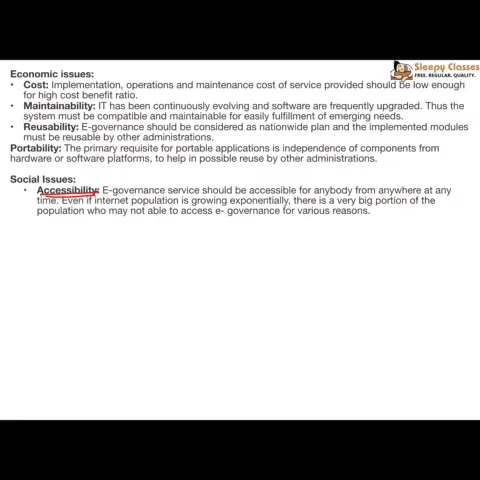 Sleepy Classes
FREE. REGULAR. QUALITY.
Economic issues:
• Cost: Implementation, operations and maintenance cost of service provided should be low enough
for high cost benefit ratio.
• Maintainability: IT has been continuously evolving and software are frequently upgraded. Thus the
system must be compatible and maintainable for easily fulfillment of emerging needs.
• Reusability: E-governance should be considered as nationwide plan and the implemented modules
must be reusable by other administrations.
Portability: The primary requisite for portable applications is independence of components from
hardware or software platforms, to help in possible reuse by other administrations.
Social Issues:
• Accessibility: E-governance service should be accessible for anybody from anywhere at any
time. Even if internet population is growing exponentially, there is a very big portion of the
population who may not able to access e- governance for various reasons.